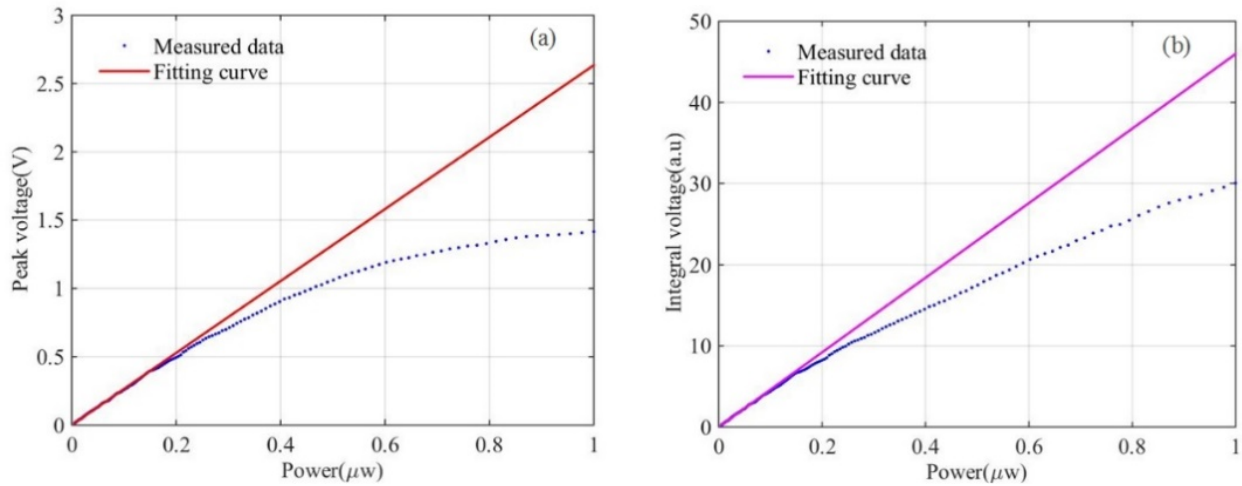 (a)
Measured data
Fitting curve
Peak voltage(V)
3
2.5
2
1.5
1
0.5
0
0 0.2 0.4 0.6 0.8 1
Power(μw)
(b)
Measured data
Fitting curve
Integral voltage(a.u)
50
40
30
20
10
0
0 0.2 0.4 0.6 0.8 1
Power(μw)